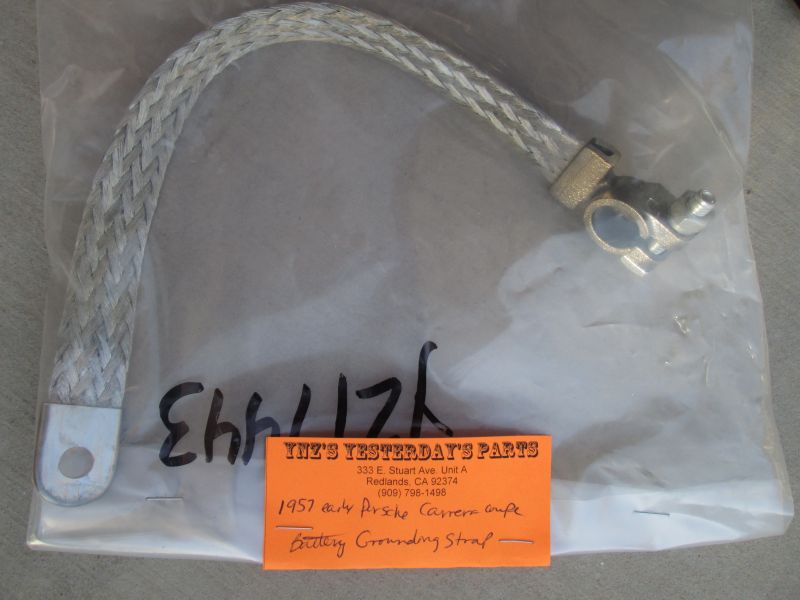 YZ17443
YNZ'S YESTERDAY'S PARTS
333 E. Stuart Ave. Unit A
Redlands, CA 92374
(909) 798-1498
1957 early Porsche Carrera coupe
Battery Grounding Strap